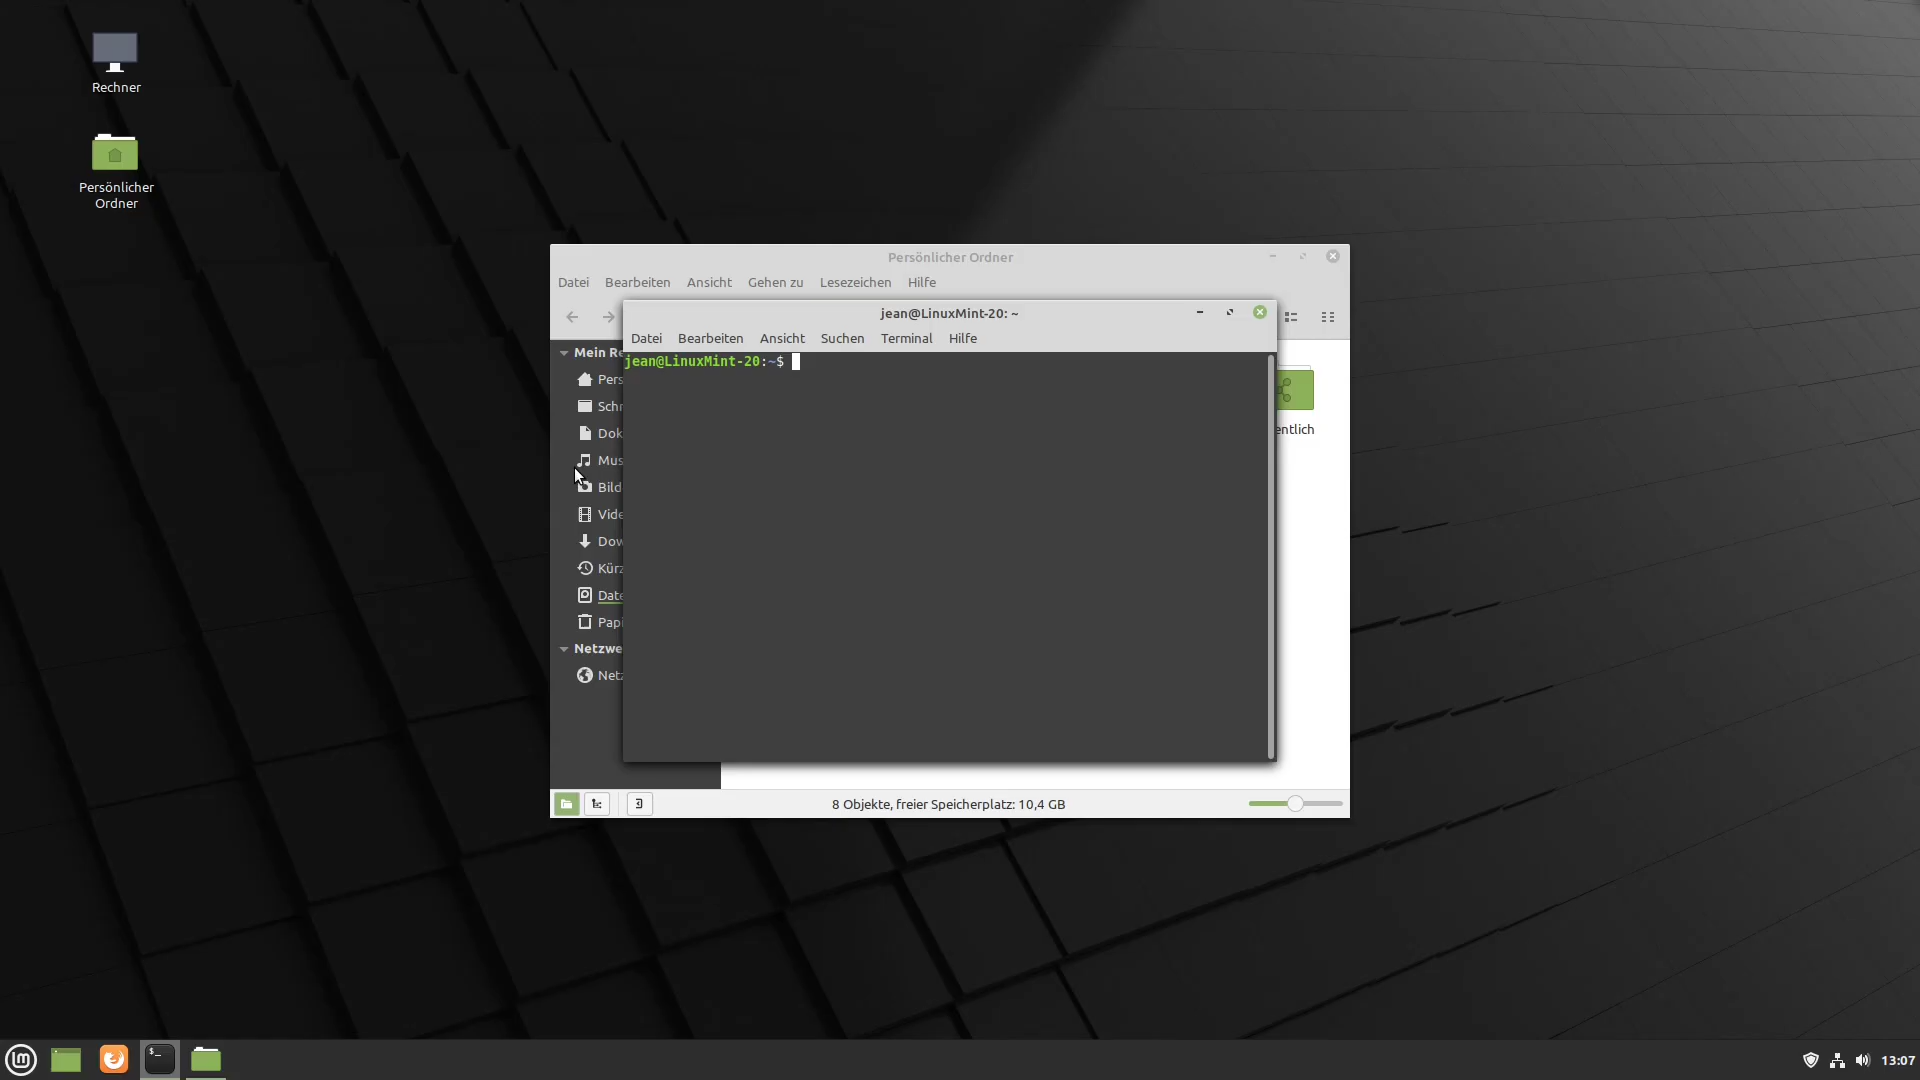 Rechner
Persönlicher
Ordner
Persönlicher Ordner
Datei Bearbeiten Ansicht Gehen zu Lesezeichen Hilfe
jean@LinuxMint-20: ~
Datei Bearbeiten Ansicht Suchen Terminal Hilfe
jean@LinuxMint-20:~$
Mein Re
Pers
Schr
Dok
Mus
Bild
Vide
Dow
Kürz
Date
Papi
Netzwe
Netz
entlich
8 Objekte, freier Speicherplatz: 10,4 GB
13:07